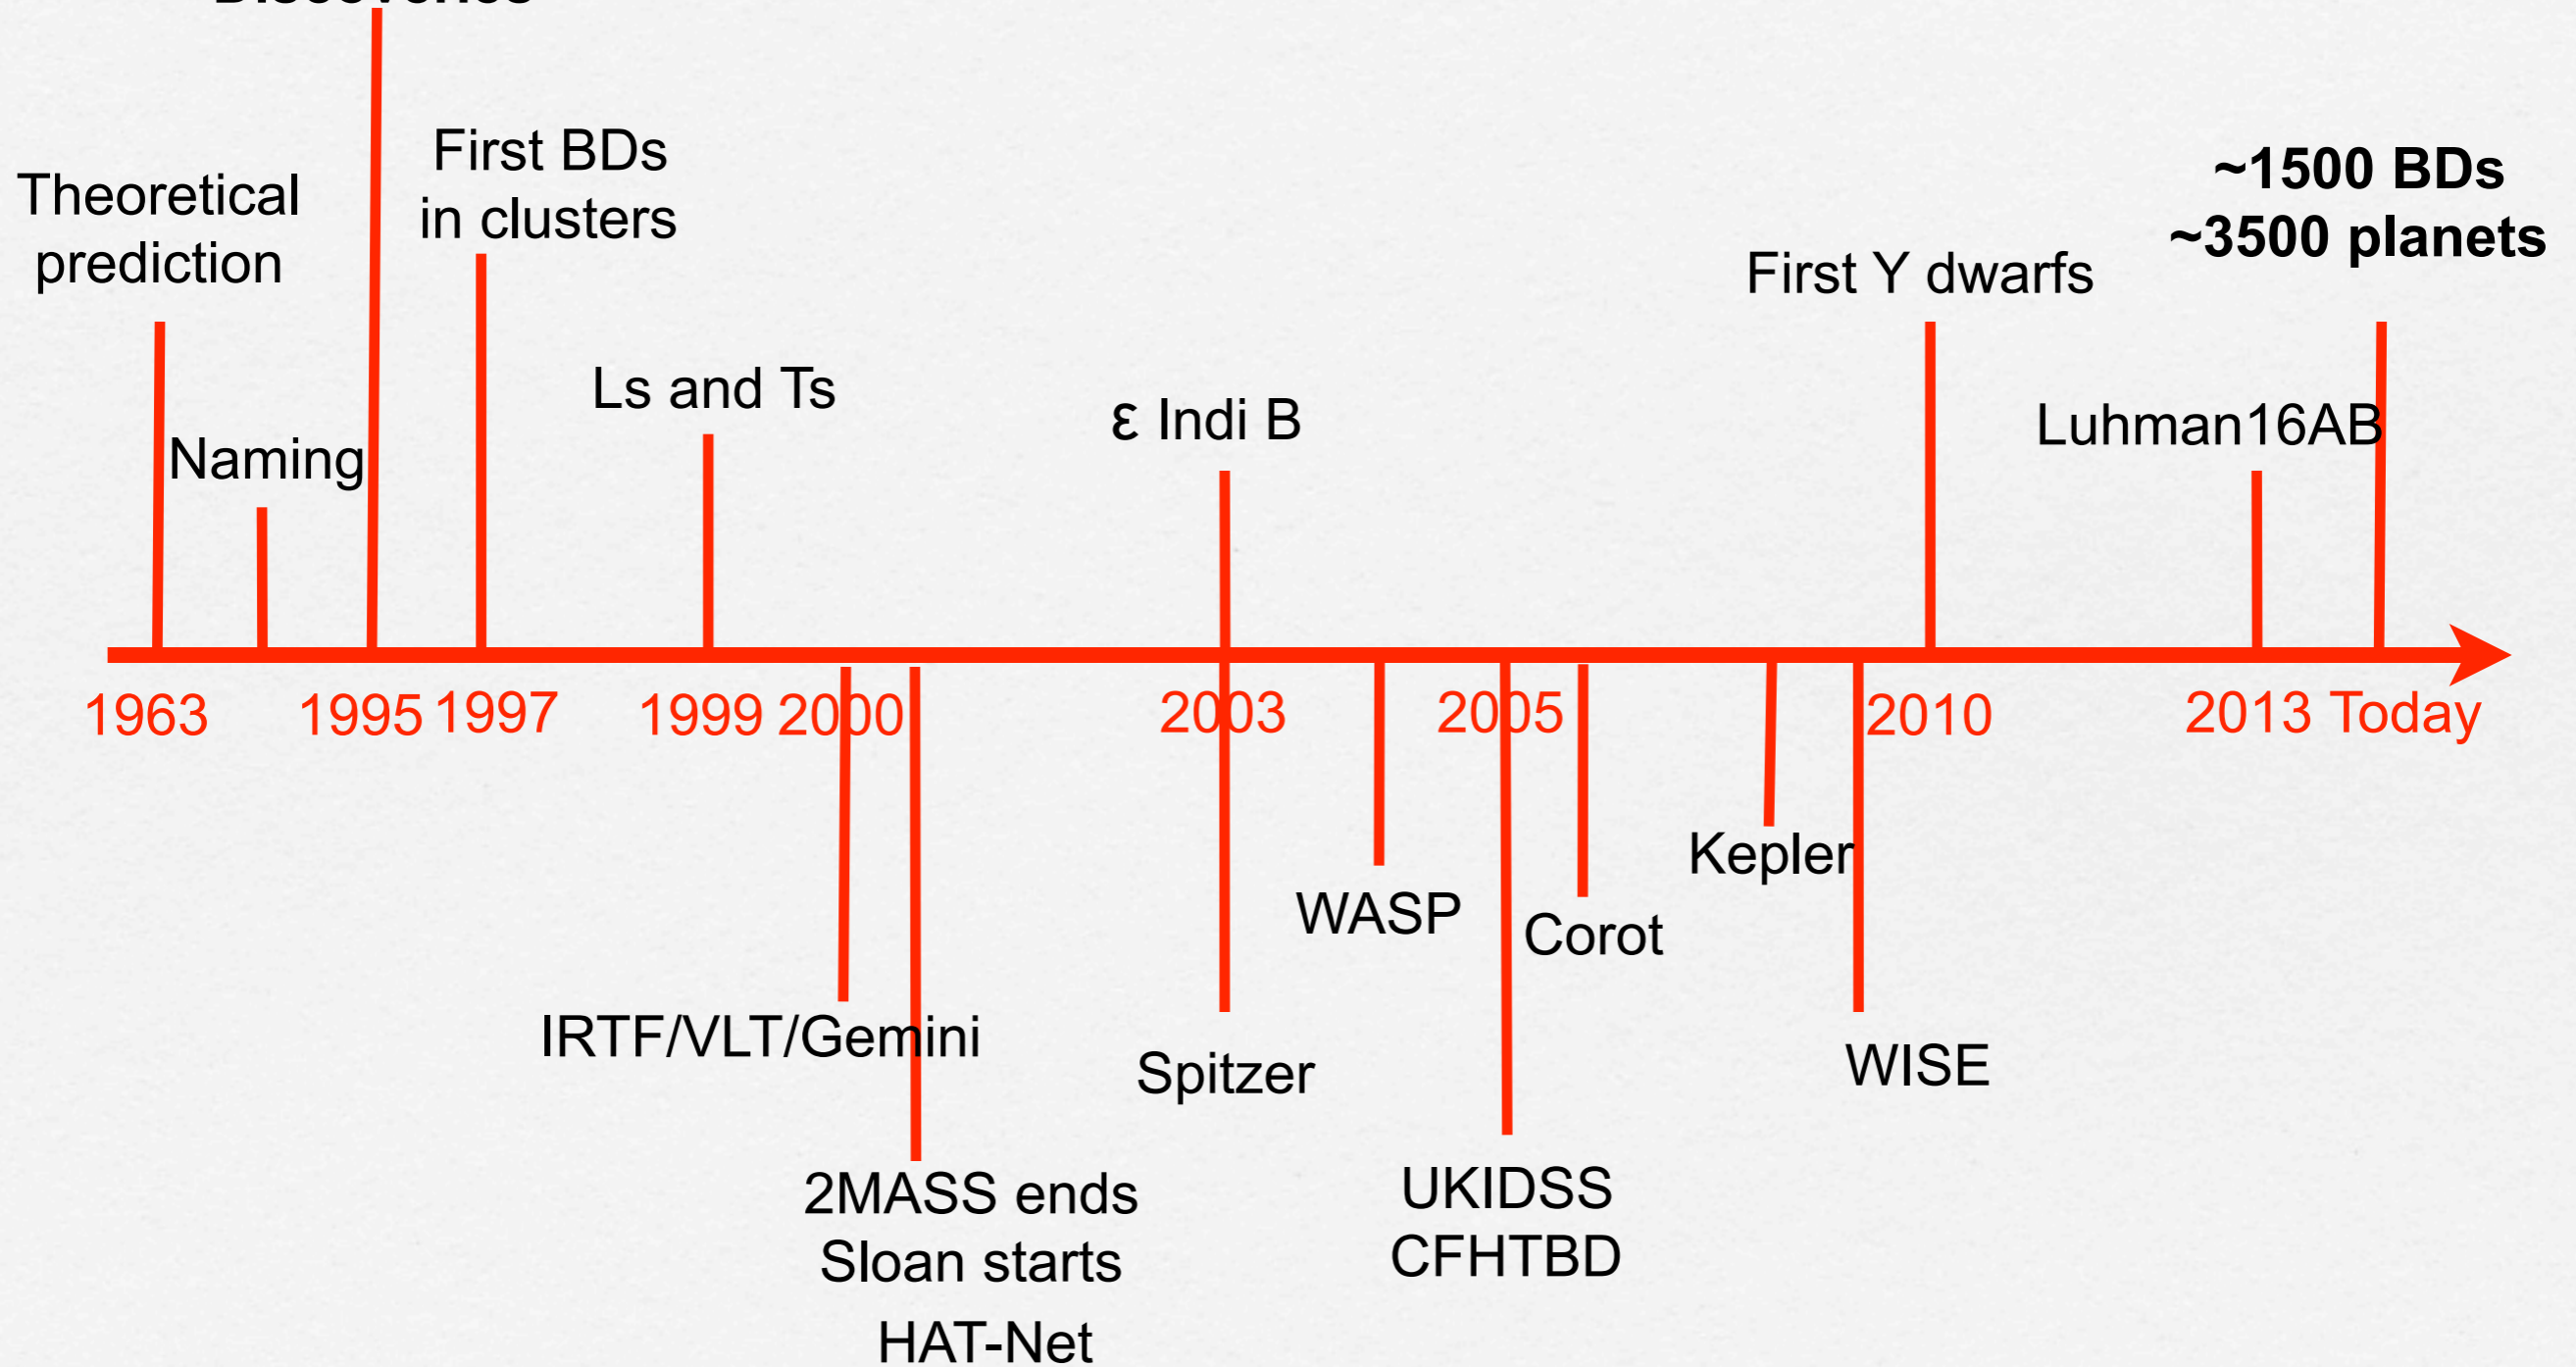 First BDs
in clusters
Theoretical
prediction
Naming
Ls and Ts
ε Indi B
First Y dwarfs
~1500 BDs
~3500 planets
Luhman16AB
1963
1995
1997
1999
2000
2003
2005
2010
2013
Today
Kepler
WASP
Corot
IRTF/VLT/Gemini
Spitzer
WISE
2MASS ends
Sloan starts
HAT-Net
UKIDSS
CFHTBD